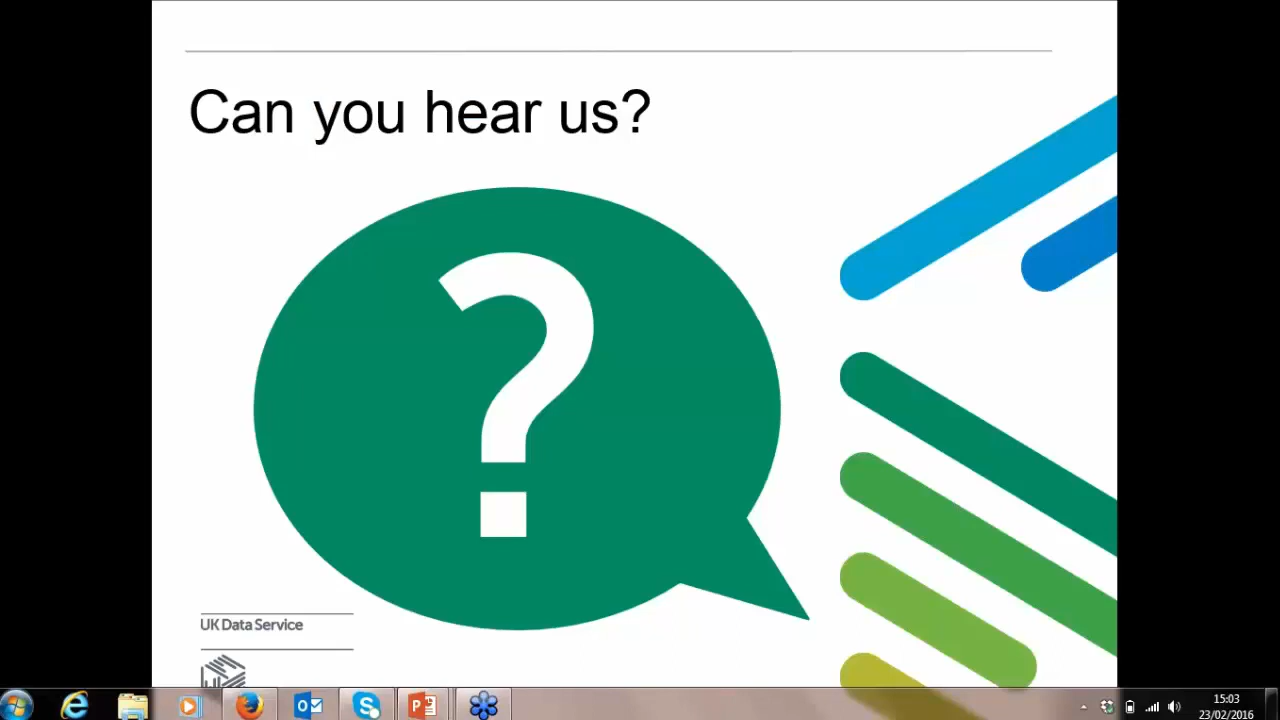 Can you hear us?
?
UK Data Service
15:03
23/02/2016